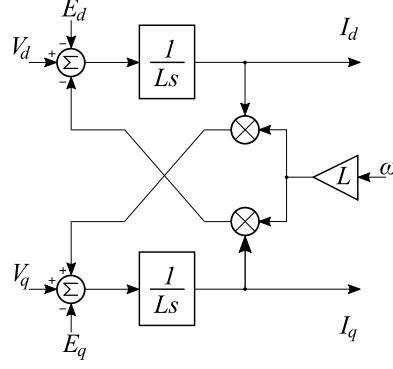 E_d
I_d
V_d
+
−
−
Σ
1
Ls
L
ω
V_q
+
+
−
Σ
1
Ls
E_q
I_q